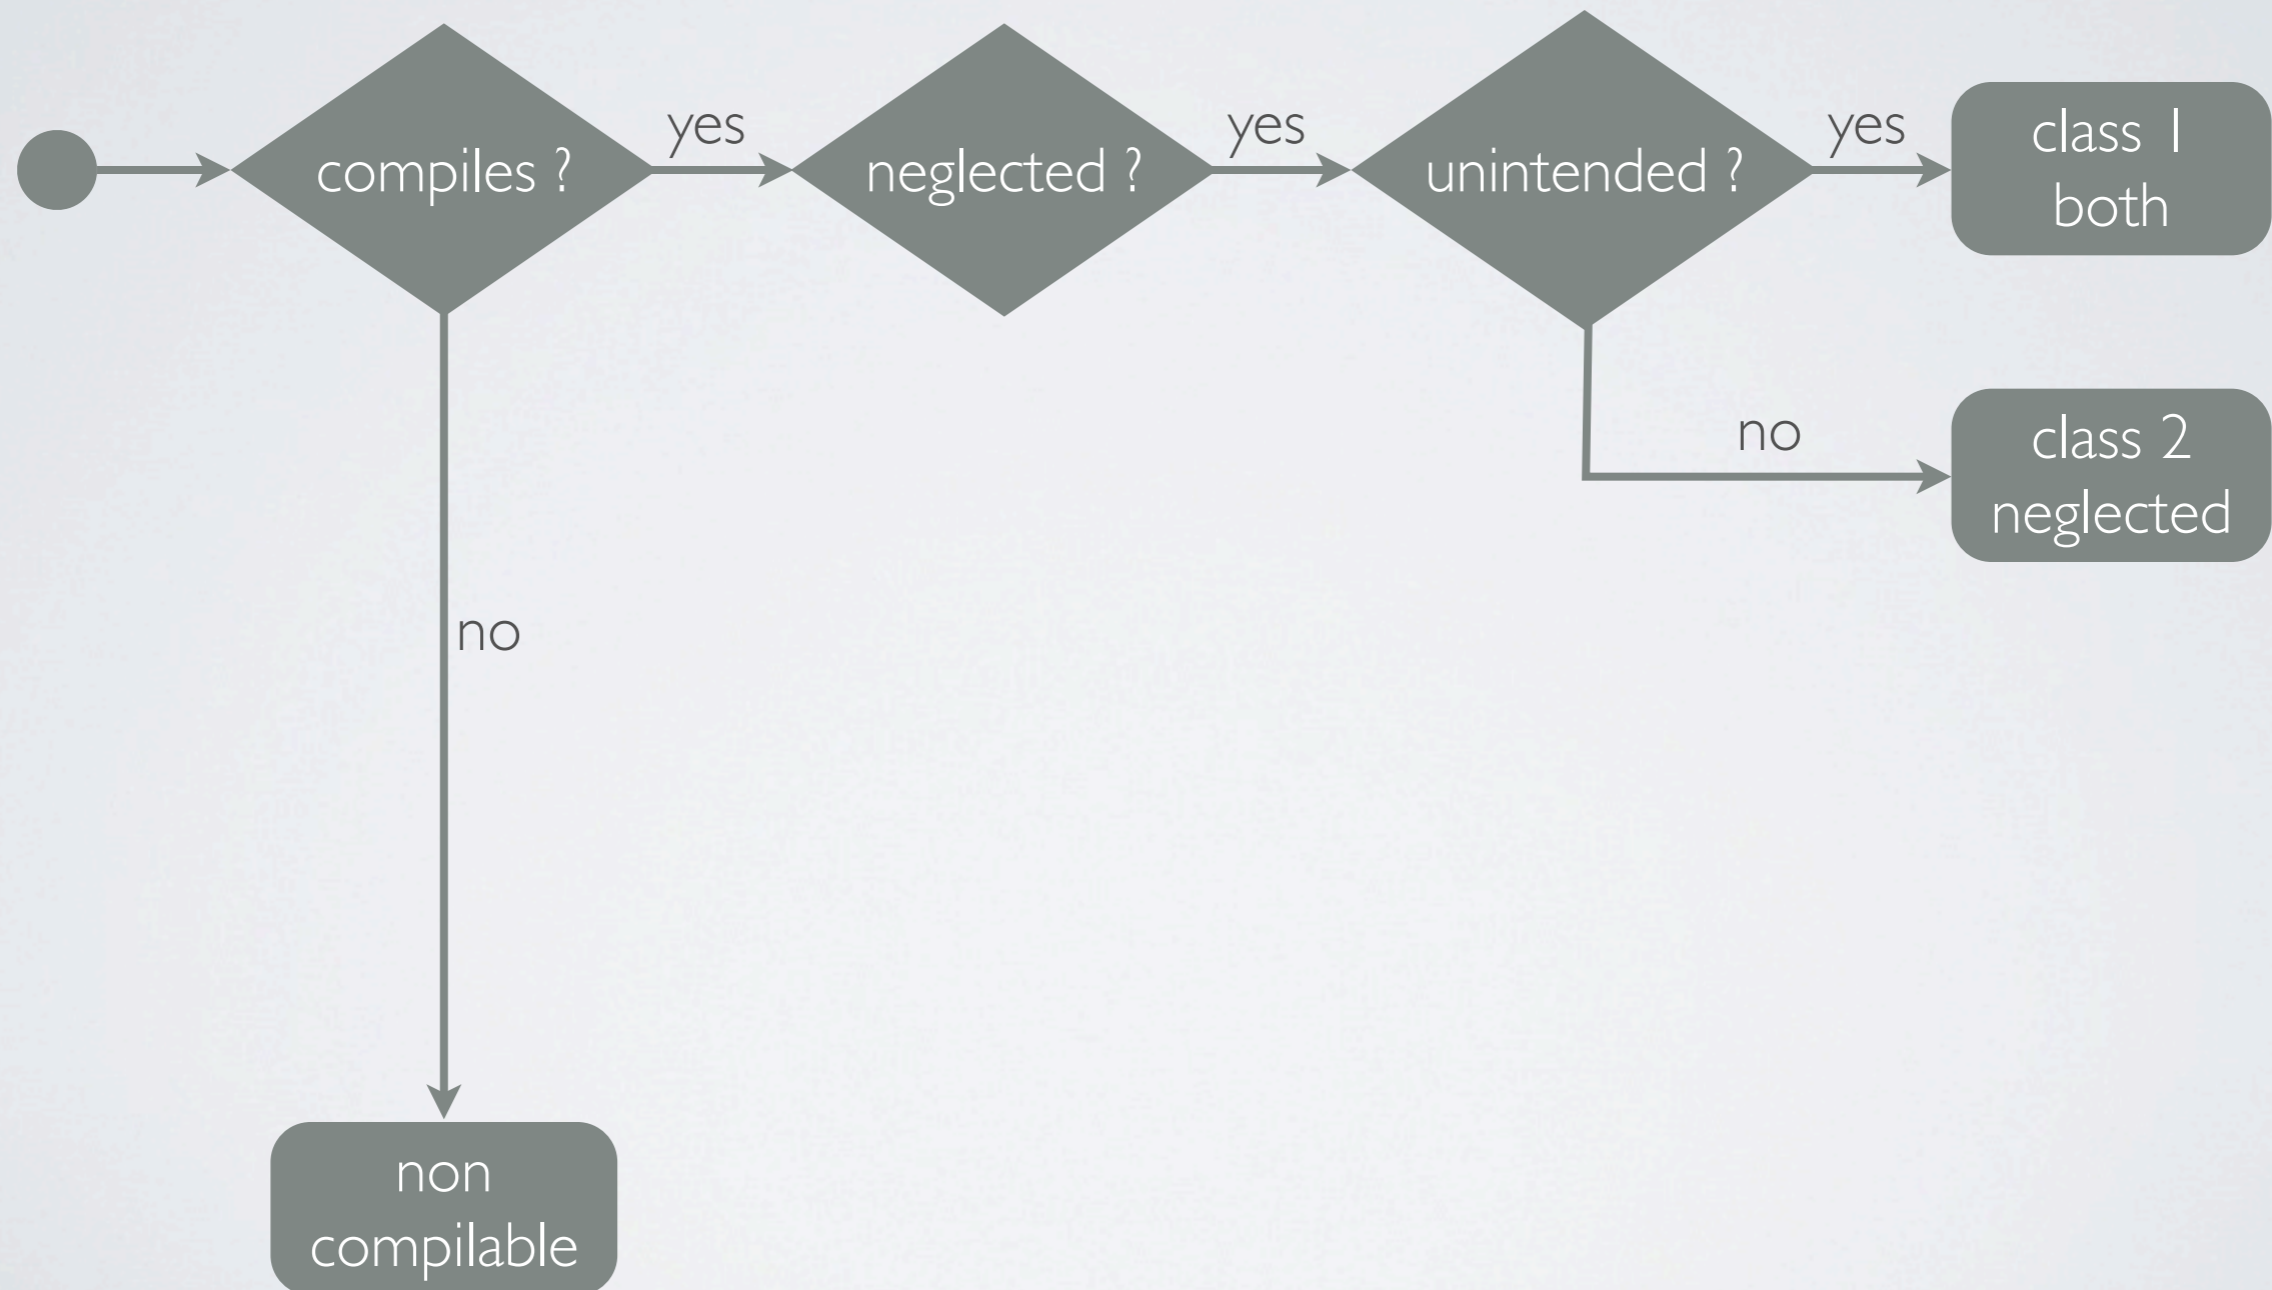 compiles ?
yes
neglected ?
yes
unintended ?
yes
class 1
both
no
class 2
neglected
no
non
compilable